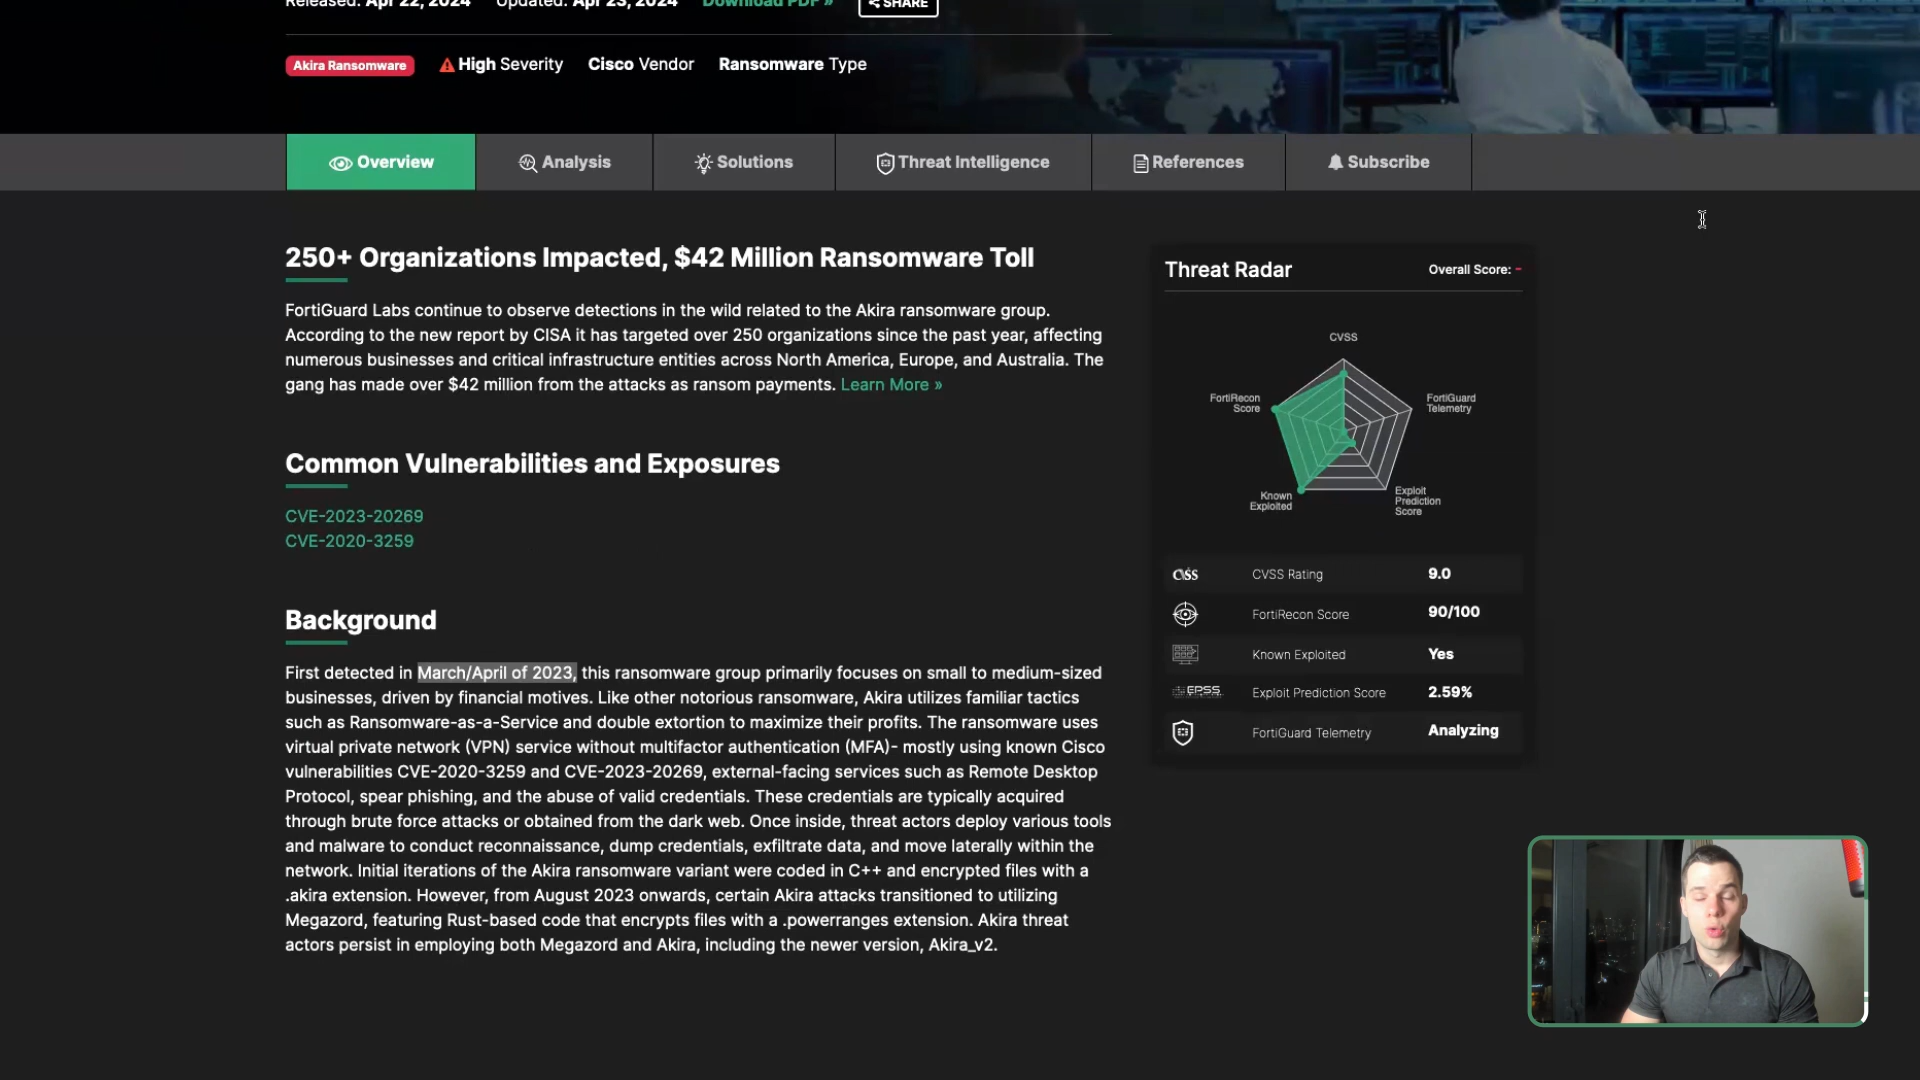 Released: Apr 22, 2024 Updated: Apr 23, 2024 Download PDF » SHARE
Akira Ransomware High Severity Cisco Vendor Ransomware Type
Overview Analysis Solutions Threat Intelligence References Subscribe
250+ Organizations Impacted, $42 Million Ransomware Toll
FortiGuard Labs continue to observe detections in the wild related to the Akira ransomware group.
According to the new report by CISA it has targeted over 250 organizations since the past year, affecting
numerous businesses and critical infrastructure entities across North America, Europe, and Australia. The
gang has made over $42 million from the attacks as ransom payments. Learn More »
Common Vulnerabilities and Exposures
CVE-2023-20269
CVE-2020-3259
Background
First detected in March/April of 2023, this ransomware group primarily focuses on small to medium-sized
businesses, driven by financial motives. Like other notorious ransomware, Akira utilizes familiar tactics
such as Ransomware-as-a-Service and double extortion to maximize their profits. The ransomware uses
virtual private network (VPN) service without multifactor authentication (MFA)- mostly using known Cisco
vulnerabilities CVE-2020-3259 and CVE-2023-20269, external-facing services such as Remote Desktop
Protocol, spear phishing, and the abuse of valid credentials. These credentials are typically acquired
through brute force attacks or obtained from the dark web. Once inside, threat actors deploy various tools
and malware to conduct reconnaissance, dump credentials, exfiltrate data, and move laterally within the
network. Initial iterations of the Akira ransomware variant were coded in C++ and encrypted files with a
.akira extension. However, from August 2023 onwards, certain Akira attacks transitioned to utilizing
Megazord, featuring Rust-based code that encrypts files with a .powerranges extension. Akira threat
actors persist in employing both Megazord and Akira, including the newer version, Akira_v2.
Threat Radar Overall Score: -
CVSS
FortiRecon
Score
FortiGuard
Telemetry
Known
Exploited
Exploit
Prediction
Score
CVSS CVSS Rating 9.0
FortiRecon Score 90/100
Known Exploited Yes
EPSS Exploit Prediction Score 2.59%
FortiGuard Telemetry Analyzing